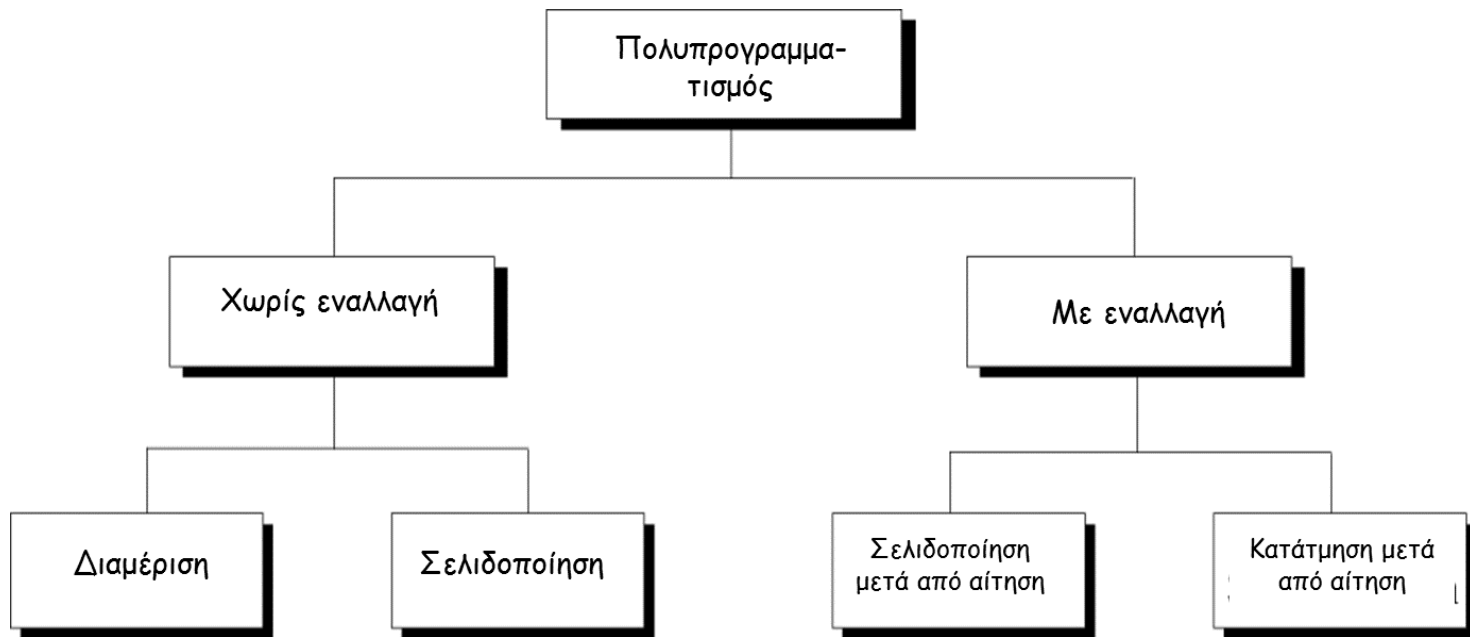 Πολυπρογραμμα-
τισμός
Χωρίς εναλλαγή
Με εναλλαγή
Διαμέριση
Σελιδοποίηση
Σελιδοποίηση
μετά από αίτηση
Κατάτμηση μετά
από αίτηση